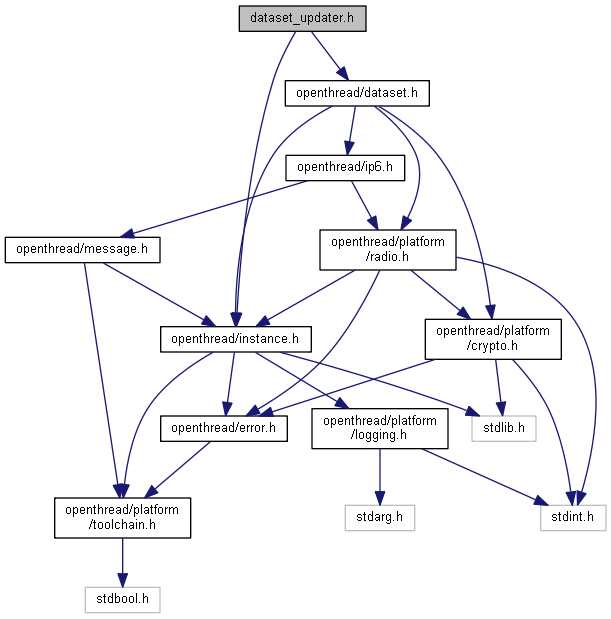 dataset_updater.h
openthread/dataset.h
openthread/ip6.h
openthread/message.h
openthread/platform
/radio.h
openthread/instance.h
openthread/platform
/crypto.h
openthread/error.h
openthread/platform
/logging.h
stdlib.h
openthread/platform
/toolchain.h
stdarg.h
stdint.h
stdbool.h